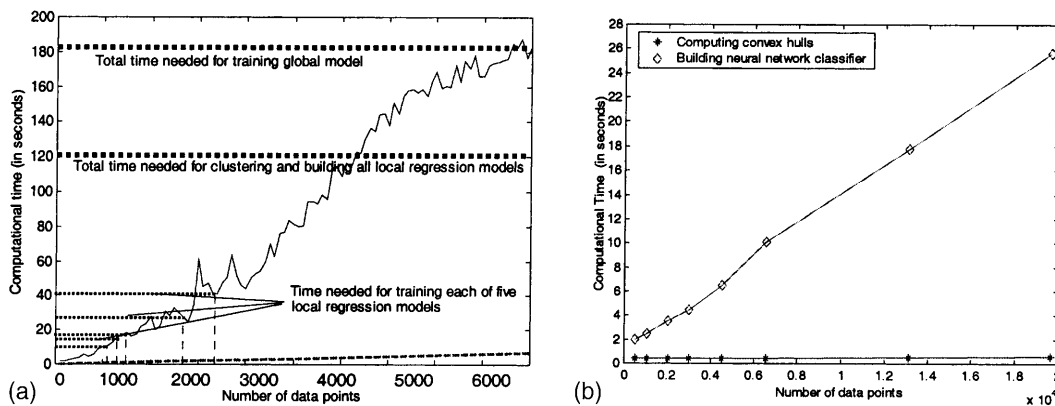 200
180
160
140
120
100
80
60
40
20
0
Computational time (in seconds)
Total time needed for training global model
Total time needed for clustering and building all local regression models
Time needed for training each of five
local regression models
0 1000 2000 3000 4000 5000 6000
Number of data points
(a)
28
26
24
22
20
18
16
14
12
10
8
6
4
2
0
Computational Time (in seconds)
Computing convex hulls
Building neural network classifier
0 0.2 0.4 0.6 0.8 1 1.2 1.4 1.6 1.8
Number of data points
(b)